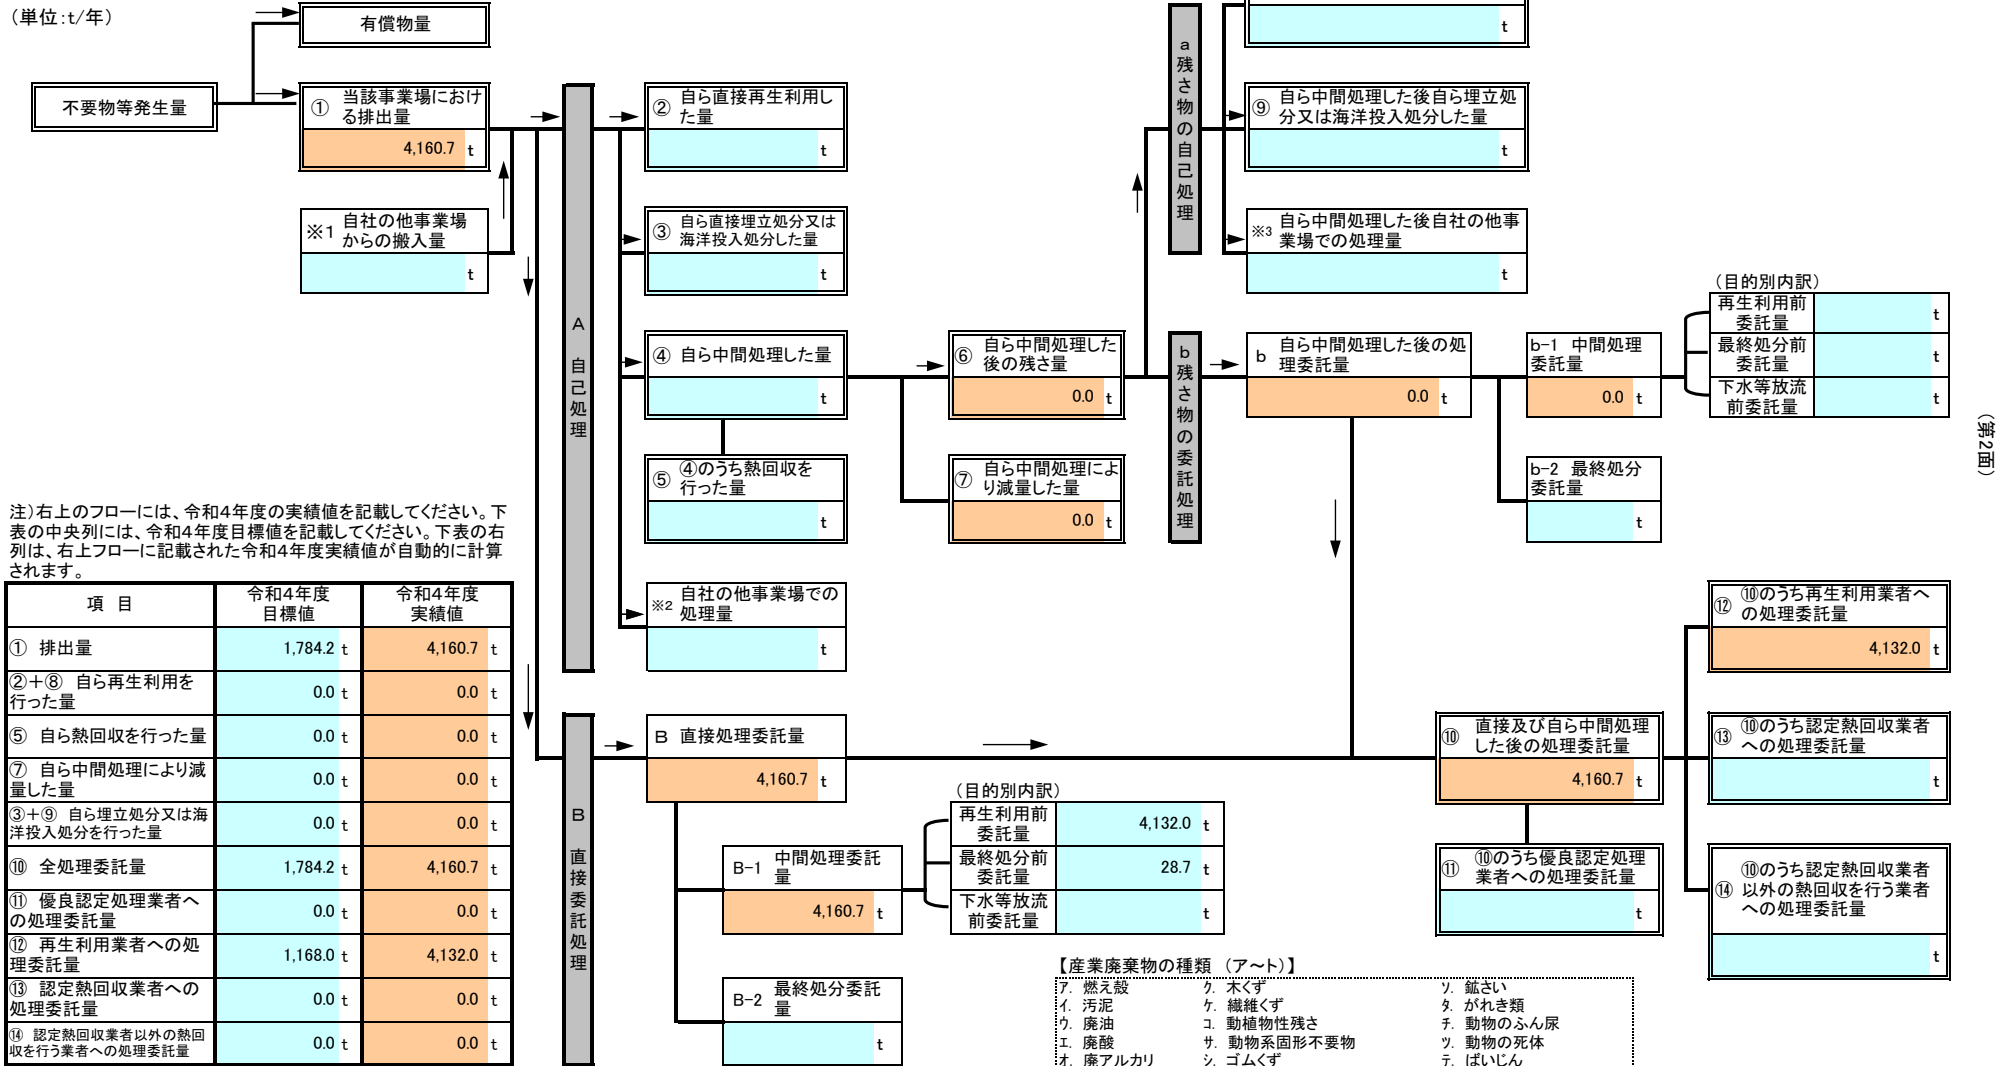 （単位：t/年）
有償物量
不要物等発生量
① 当該事業場におけ
る排出量
4,160.7 t
※1 自社の他事業場
からの搬入量
t
A 自己処理
② 自ら直接再生利用し
た量
t
③ 自ら直接埋立処分又は
海洋投入処分した量
t
④ 自ら中間処理した量
t
⑤ ④のうち熱回収を
行った量
t
※2 自社の他事業場での
処理量
t
⑥ 自ら中間処理した
後の残さ量
0.0 t
⑦ 自ら中間処理によ
り減量した量
0.0 t
a 残さ物の自己処理
t
⑨ 自ら中間処理した後自ら埋立処
分又は海洋投入処分した量
t
※3 自ら中間処理した後自社の他事
業場での処理量
t
b 残さ物の委託処理
b 自ら中間処理した後の処
理委託量
0.0 t
b-1 中間処理
委託量
0.0 t
b-2 最終処分
委託量
t
（目的別内訳）
再生利用前
委託量
t
最終処分前
委託量
t
下水等放流
前委託量
t
（第2面）
注）右上のフローには、令和4年度の実績値を記載してください。下
表の中央列には、令和4年度目標値を記載してください。下表の右
列は、右上フローに記載された令和4年度実績値が自動的に計算
されます。
項 目 令和4年度
目標値 令和4年度
実績値
① 排出量 1,784.2 t 4,160.7 t
②＋⑧ 自ら再生利用を
行った量 0.0 t 0.0 t
⑤ 自ら熱回収を行った量 0.0 t 0.0 t
⑦ 自ら中間処理により減
量した量 0.0 t 0.0 t
③＋⑨ 自ら埋立処分又は海
洋投入処分を行った量 0.0 t 0.0 t
⑩ 全処理委託量 1,784.2 t 4,160.7 t
⑪ 優良認定処理業者へ
の処理委託量 0.0 t 0.0 t
⑫ 再生利用業者への処
理委託量 1,168.0 t 4,132.0 t
⑬ 認定熱回収業者への
処理委託量 0.0 t 0.0 t
⑭ 認定熱回収業者以外の熱回
収を行う業者への処理委託量 0.0 t 0.0 t
B 直接委託処理
B 直接処理委託量
4,160.7 t
B-1 中間処理委託
量
4,160.7 t
B-2 最終処分委託
量
t
（目的別内訳）
再生利用前
委託量
4,132.0 t
最終処分前
委託量
28.7 t
下水等放流
前委託量
t
⑩ 直接及び自ら中間処理
した後の処理委託量
4,160.7 t
⑪ ⑩のうち優良認定処理
業者への処理委託量
t
⑫ ⑩のうち再生利用業者へ
の処理委託量
4,132.0 t
⑬ ⑩のうち認定熱回収業者
への処理委託量
t
⑭ ⑩のうち認定熱回収業者
以外の熱回収を行う業者
への処理委託量
t
【産業廃棄物の種類 （ア～ト）】
ア. 燃え殻 ク. 木くず ソ. 鉱さい
イ. 汚泥 ケ. 繊維くず タ. がれき類
ウ. 廃油 コ. 動植物性残さ チ. 動物のふん尿
エ. 廃酸 サ. 動物系固形不要物 ツ. 動物の死体
オ. 廃アルカリ シ. ゴムくず テ. ばいじん